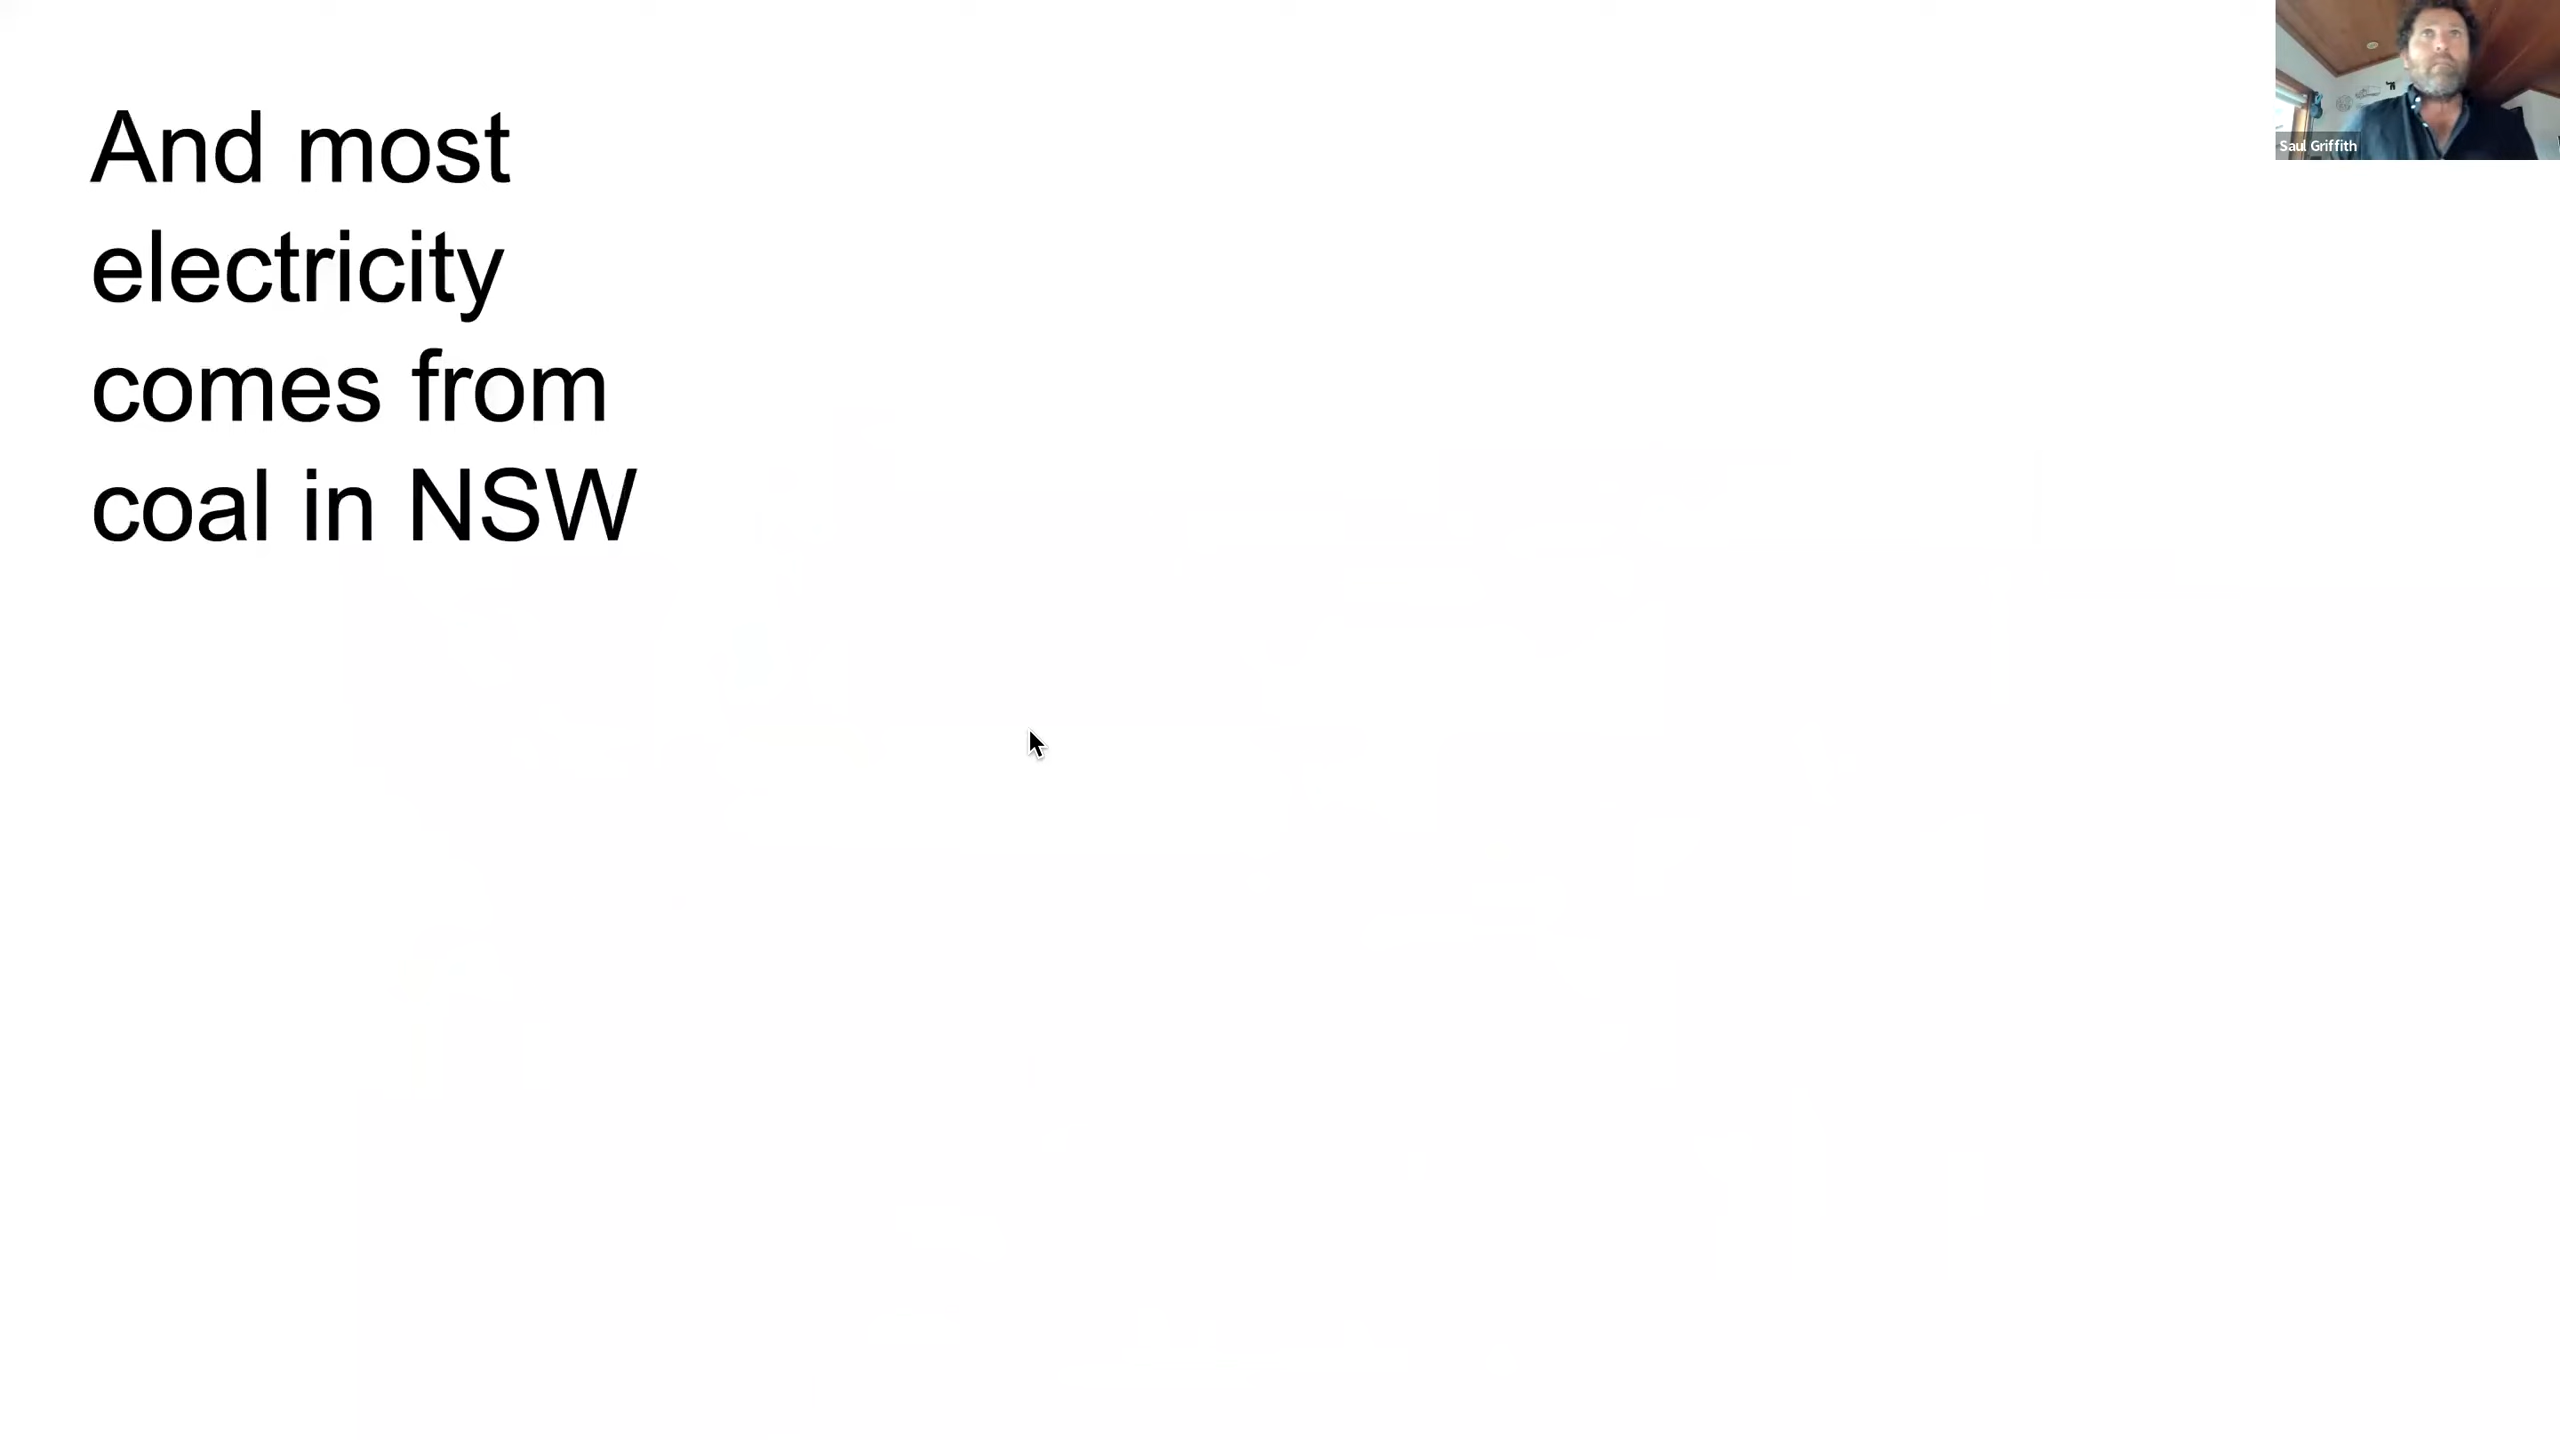 And most
electricity
comes from
coal in NSW
Saul Griffith